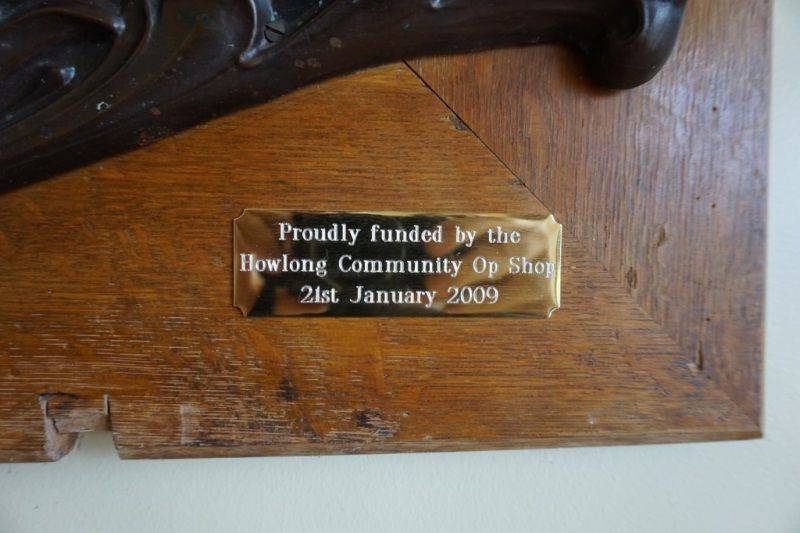 Proudly funded by the
Howlong Community Op Shop
21st January 2009